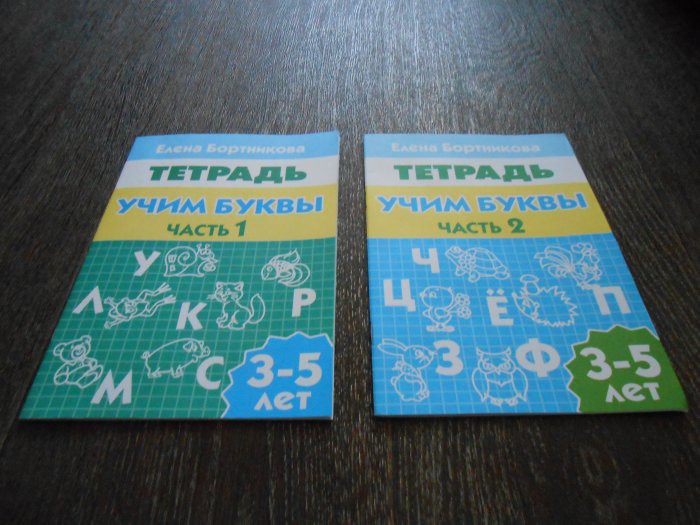 Елена Бортникова
ТЕТРАДЬ
УЧИМ БУКВЫ
ЧАСТЬ 1
У
Л К Р
М С
3-5
лет
Елена Бортникова
ТЕТРАДЬ
УЧИМ БУКВЫ
ЧАСТЬ 2
Ч
Ц Ё П
З Ф
3-5
лет